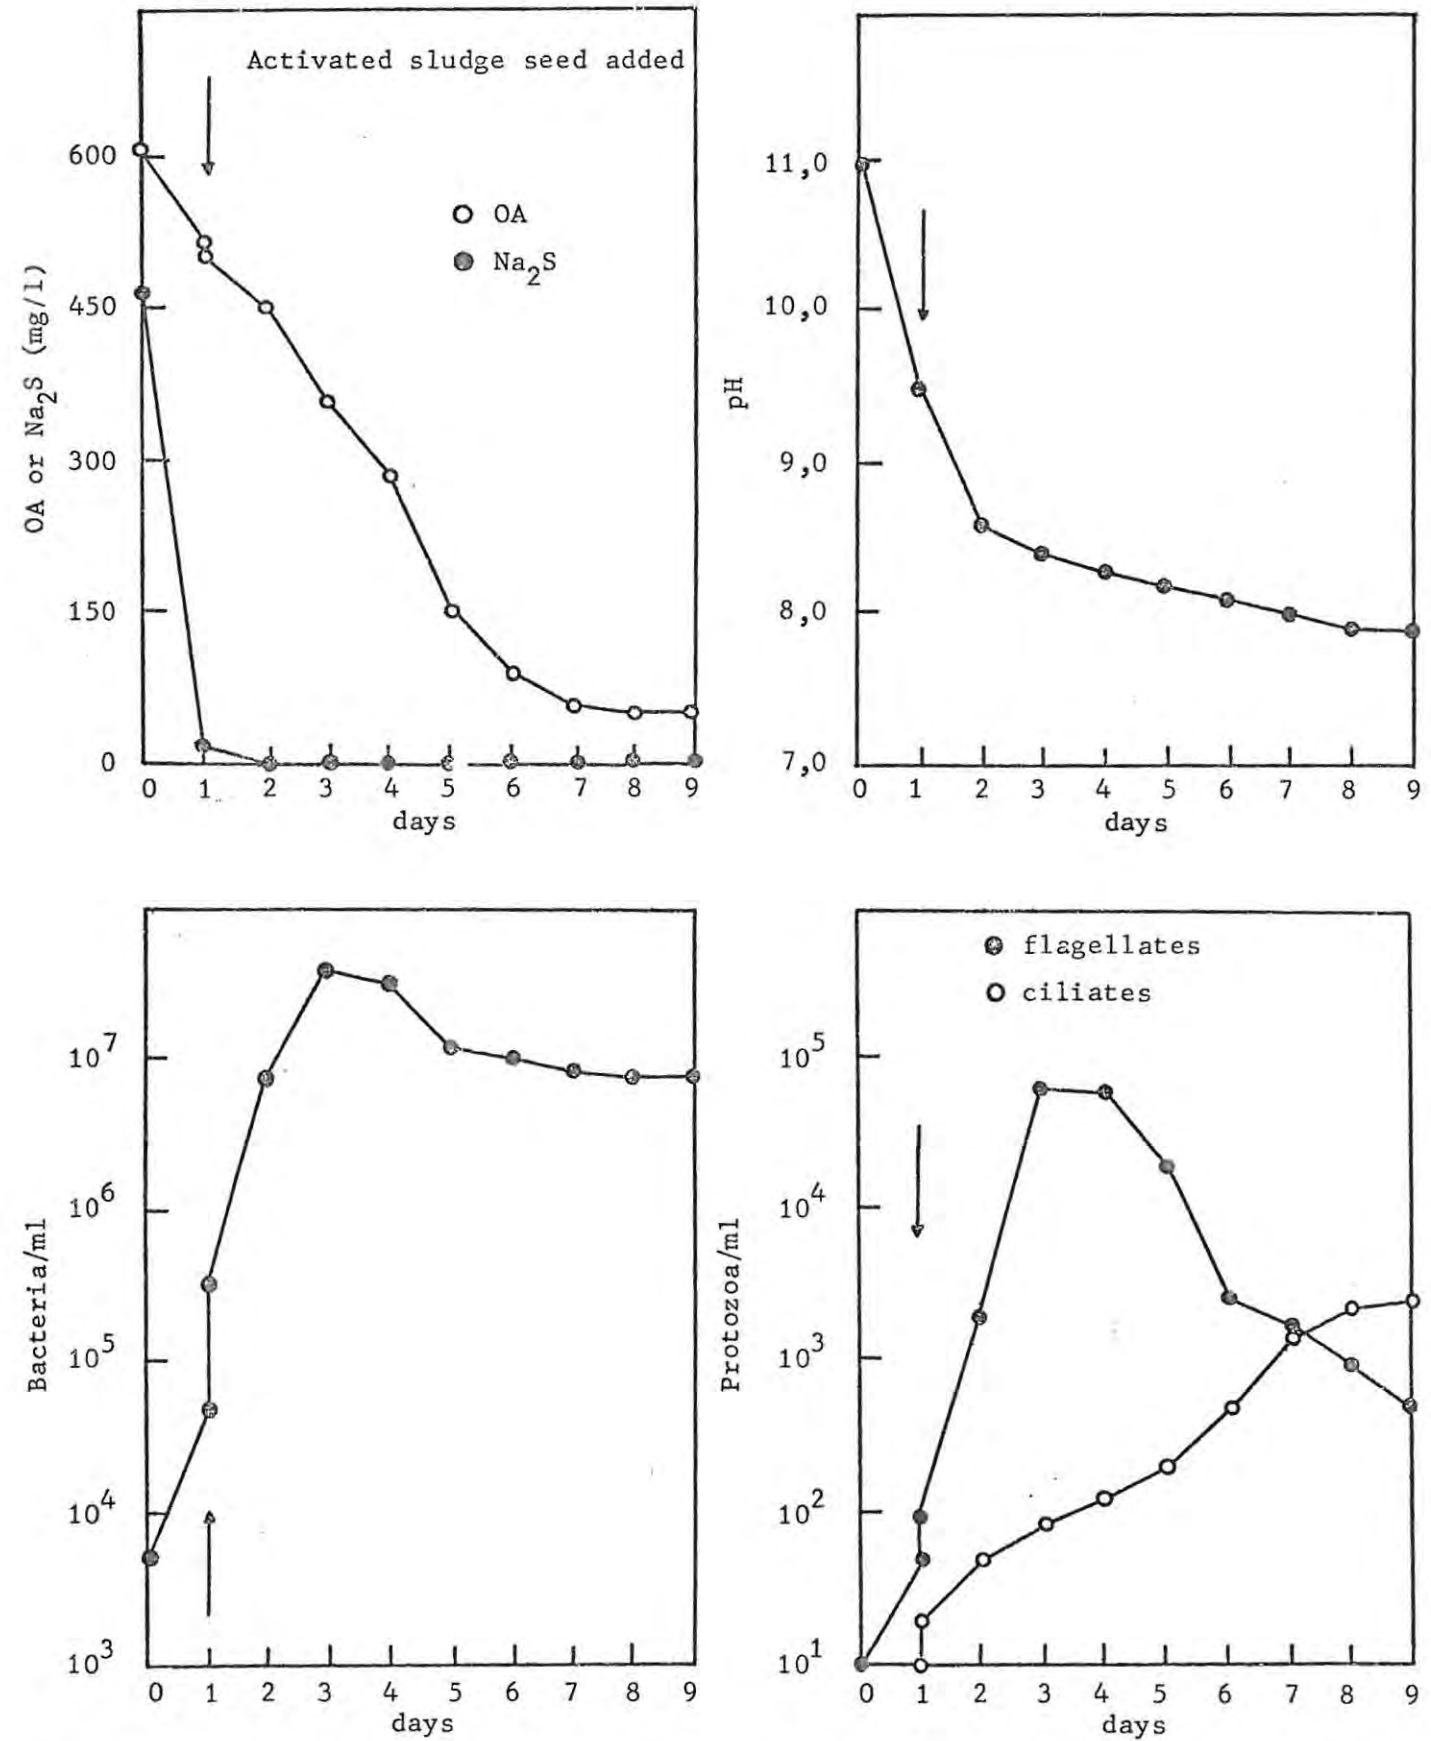 Activated sludge seed added
OA
Na2S
OA or Na2S (mg/l)
600
450
300
150
0
0 1 2 3 4 5 6 7 8 9
days
pH
11,0
10,0
9,0
8,0
7,0
0 1 2 3 4 5 6 7 8 9
days
Bacteria/ml
10^7
10^6
10^5
10^4
10^3
0 1 2 3 4 5 6 7 8 9
days
flagellates
ciliates
Protozoa/ml
10^5
10^4
10^3
10^2
10^1
0 1 2 3 4 5 6 7 8 9
days